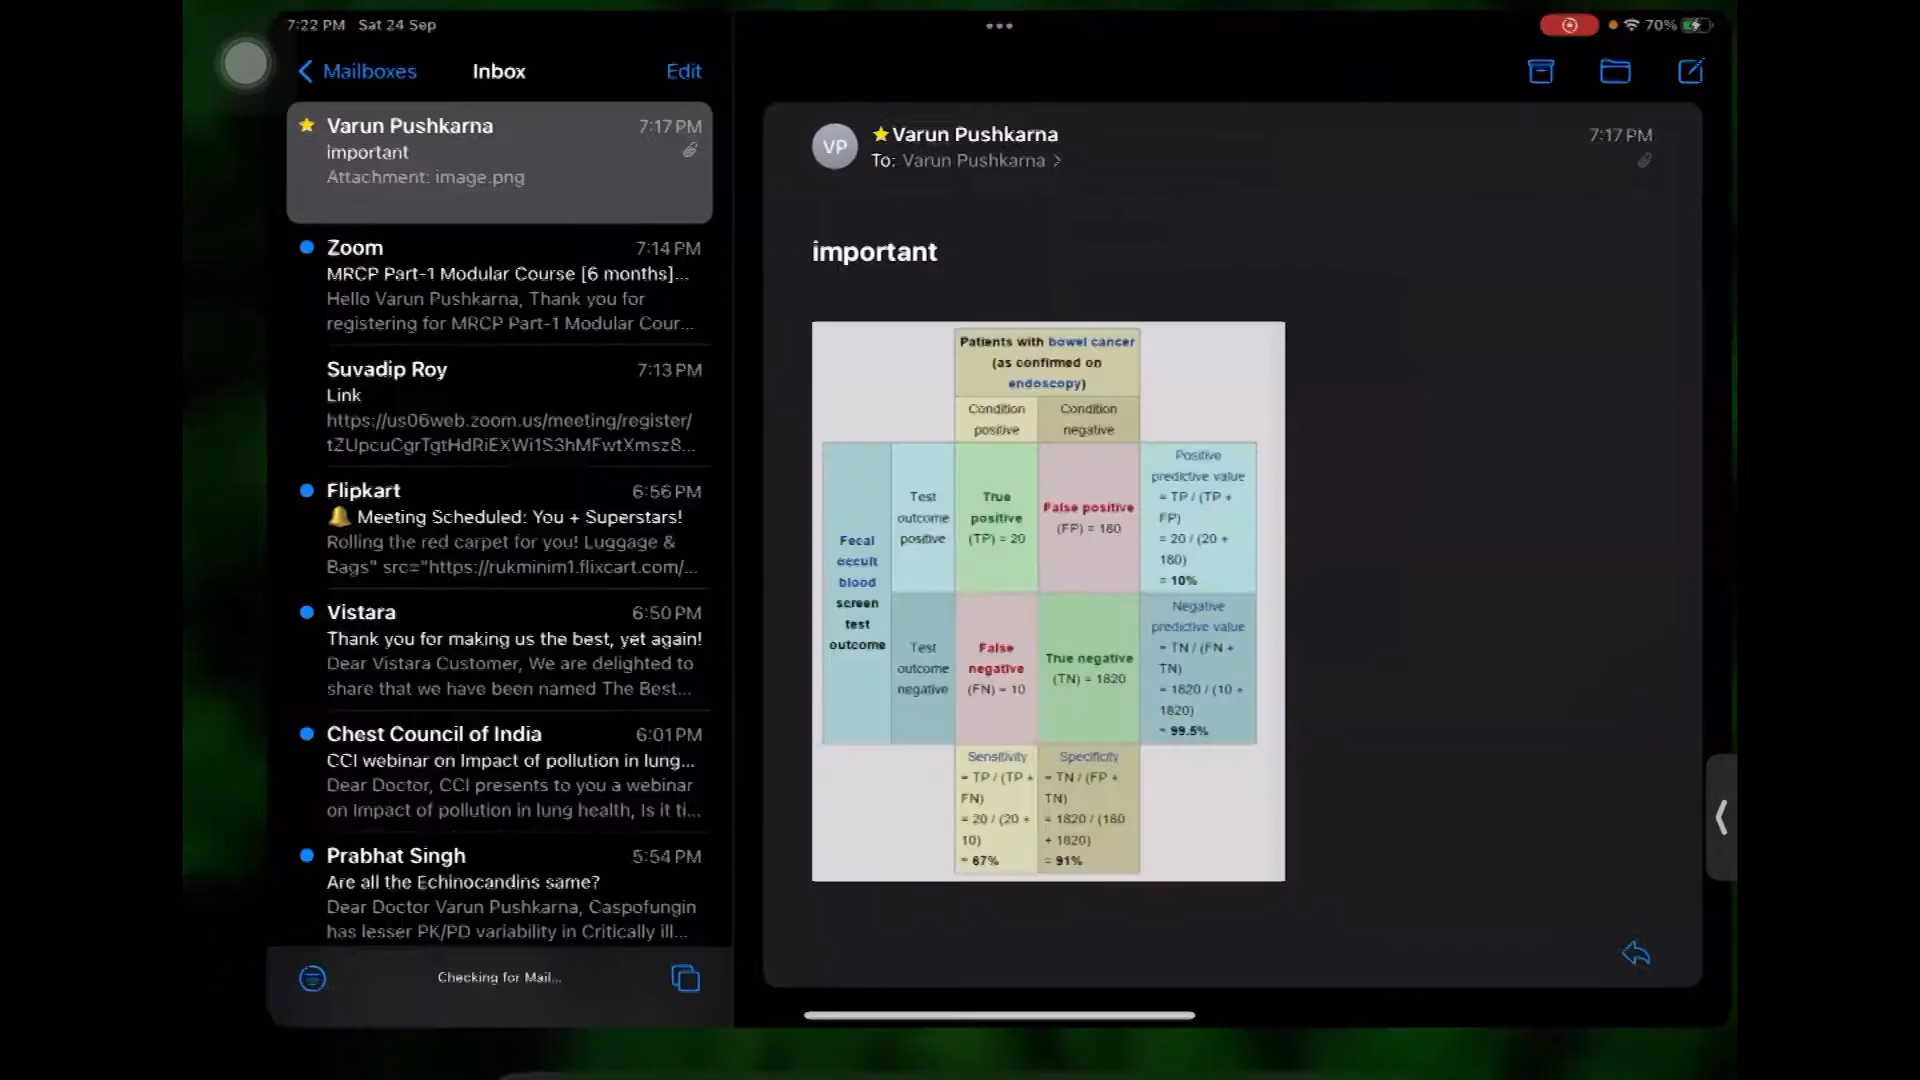 7:22 PM Sat 24 Sep
70%
Mailboxes
Inbox
Edit
Varun Pushkarna
7:17 PM
important
Attachment: image.png
Zoom
7:14 PM
MRCP Part-1 Modular Course [6 months]...
Hello Varun Pushkarna, Thank you for
registering for MRCP Part-1 Modular Cour...
Suvadip Roy
7:13 PM
Link
https://us06web.zoom.us/meeting/register/
tZUpcuCgrTgtHdRiEXWi1S3hMFwtXmsz8...
Flipkart
6:56 PM
🔔 Meeting Scheduled: You + Superstars!
Rolling the red carpet for you! Luggage &
Bags" src="https://rukminim1.flixcart.com/...
Vistara
6:50 PM
Thank you for making us the best, yet again!
Dear Vistara Customer, We are delighted to
share that we have been named The Best...
Chest Council of India
6:01 PM
CCI webinar on Impact of pollution in lung...
Dear Doctor, CCI presents to you a webinar
on Impact of pollution in lung health, Is it ti...
Prabhat Singh
5:54 PM
Are all the Echinocandins same?
Dear Doctor Varun Pushkarna, Caspofungin
has lesser PK/PD variability in Critically ill...
Checking for Mail...
VP
Varun Pushkarna
7:17 PM
To: Varun Pushkarna >
important
Patients with bowel cancer
(as confirmed on
endoscopy)
Condition
positive
Condition
negative
Fecal
occult
blood
screen
test
outcome
Test
outcome
positive
True
positive
(TP) = 20
False positive
(FP) = 180
Positive
predictive value
= TP / (TP +
FP)
= 20 / (20 +
180)
= 10%
Test
outcome
negative
False
negative
(FN) = 10
True negative
(TN) = 1820
Negative
predictive value
= TN / (FN +
TN)
= 1820 / (10 +
1820)
= 99.5%
Sensitivity
= TP / (TP +
FN)
= 20 / (20 +
10)
= 67%
Specificity
= TN / (FP +
TN)
= 1820 / (180
+ 1820)
= 91%